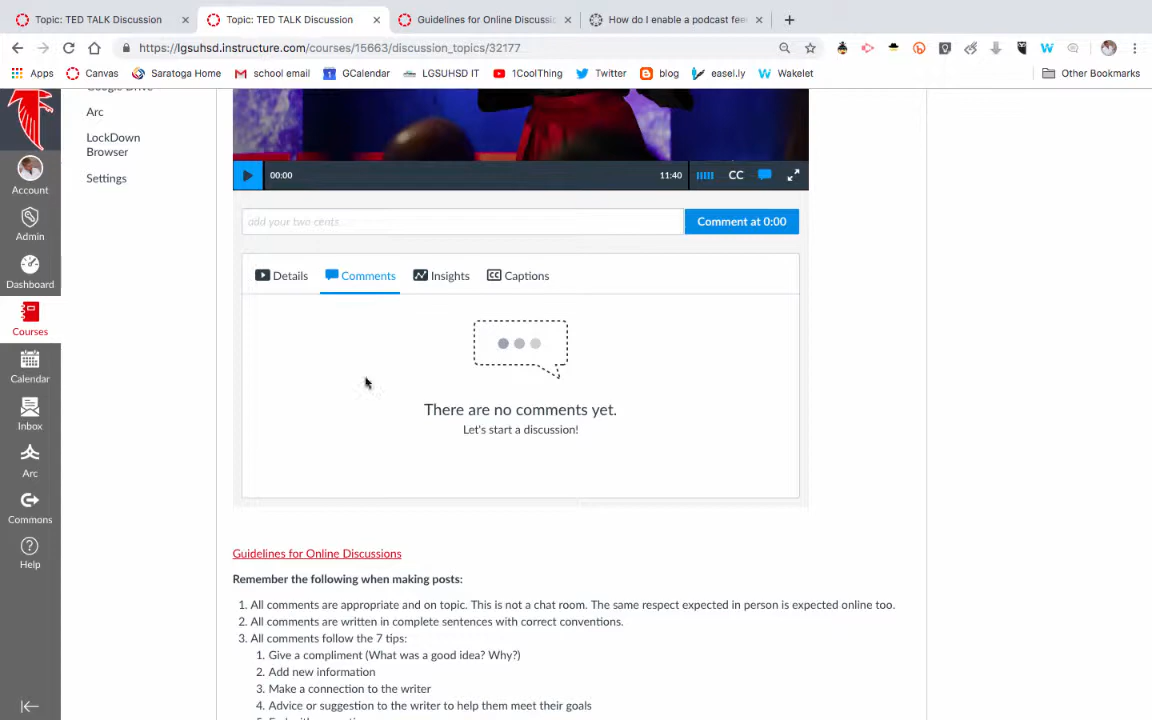 Topic: TED TALK Discussion
Topic: TED TALK Discussion
Guidelines for Online Discussic
How do I enable a podcast fee
https://lgsuhsd.instructure.com/courses/15663/discussion_topics/32177
Apps
Canvas
Saratoga Home
school email
GCalendar
LGSUHSD IT
1CoolThing
Twitter
blog
easel.ly
Wakelet
Other Bookmarks
Arc
LockDown
Browser
Settings
Account
Admin
Dashboard
Courses
Calendar
Inbox
Arc
Commons
Help
00:00
11:40
CC
add your two cents...
Comment at 0:00
Details
Comments
Insights
CC Captions
There are no comments yet.
Let's start a discussion!
Guidelines for Online Discussions
Remember the following when making posts:
1. All comments are appropriate and on topic. This is not a chat room. The same respect expected in person is expected online too.
2. All comments are written in complete sentences with correct conventions.
3. All comments follow the 7 tips:
1. Give a compliment (What was a good idea? Why?)
2. Add new information
3. Make a connection to the writer
4. Advice or suggestion to the writer to help them meet their goals